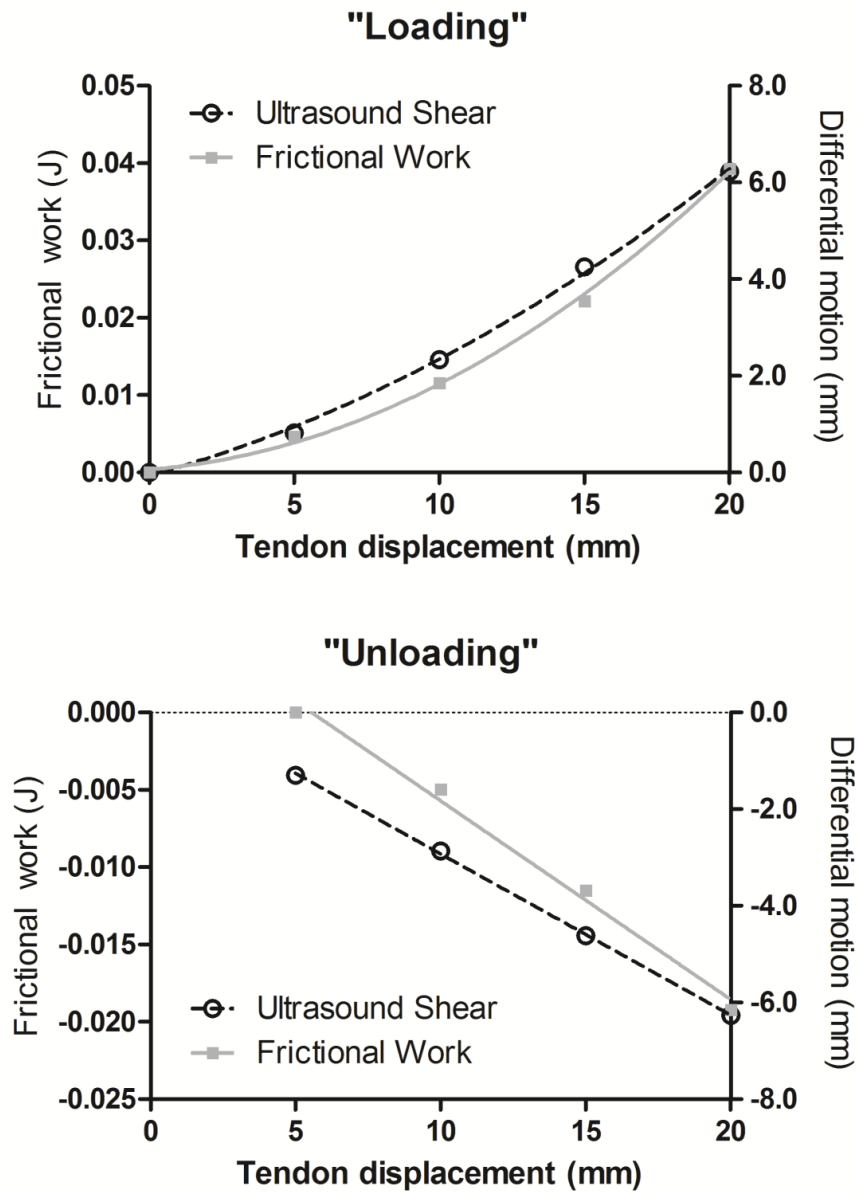 "Loading"
Frictional work (J)
0.05
0.04
0.03
0.02
0.01
0.00
Ultrasound Shear
Frictional Work
8.0
6.0
4.0
2.0
0.0
Differential motion (mm)
0 5 10 15 20
Tendon displacement (mm)
"Unloading"
Frictional work (J)
0.000
-0.005
-0.010
-0.015
-0.020
-0.025
Ultrasound Shear
Frictional Work
0.0
-2.0
-4.0
-6.0
-8.0
Differential motion (mm)
0 5 10 15 20
Tendon displacement (mm)